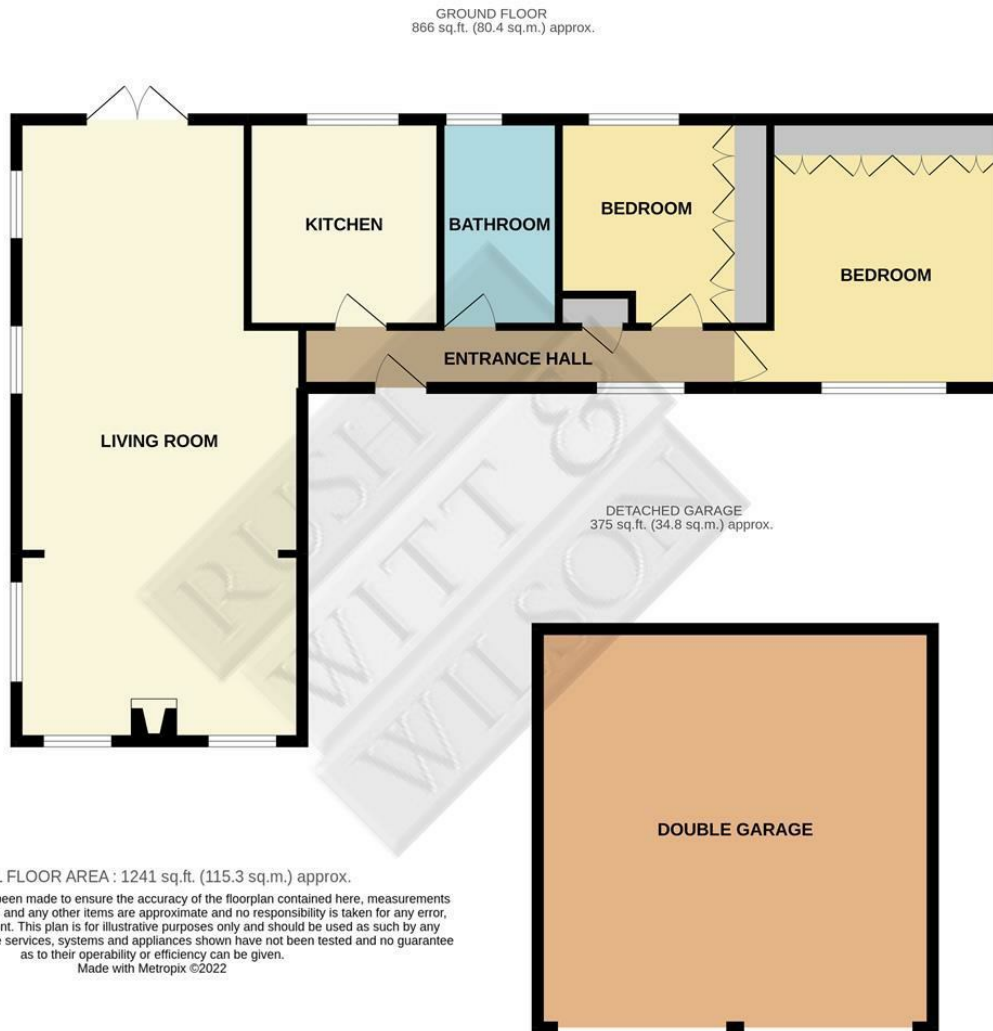 GROUND FLOOR
866 sq.ft. (80.4 sq.m.) approx.
KITCHEN
BATHROOM
BEDROOM
BEDROOM
ENTRANCE HALL
LIVING ROOM
RUSH
WITT &
WILSON
DETACHED GARAGE
375 sq.ft. (34.8 sq.m.) approx.
DOUBLE GARAGE
L FLOOR AREA : 1241 sq.ft. (115.3 sq.m.) approx.
been made to ensure the accuracy of the floorplan contained here, measurements
and any other items are approximate and no responsibility is taken for any error,
nt. This plan is for illustrative purposes only and should be used as such by any
services, systems and appliances shown have not been tested and no guarantee
as to their operability or efficiency can be given.
Made with Metropix ©2022